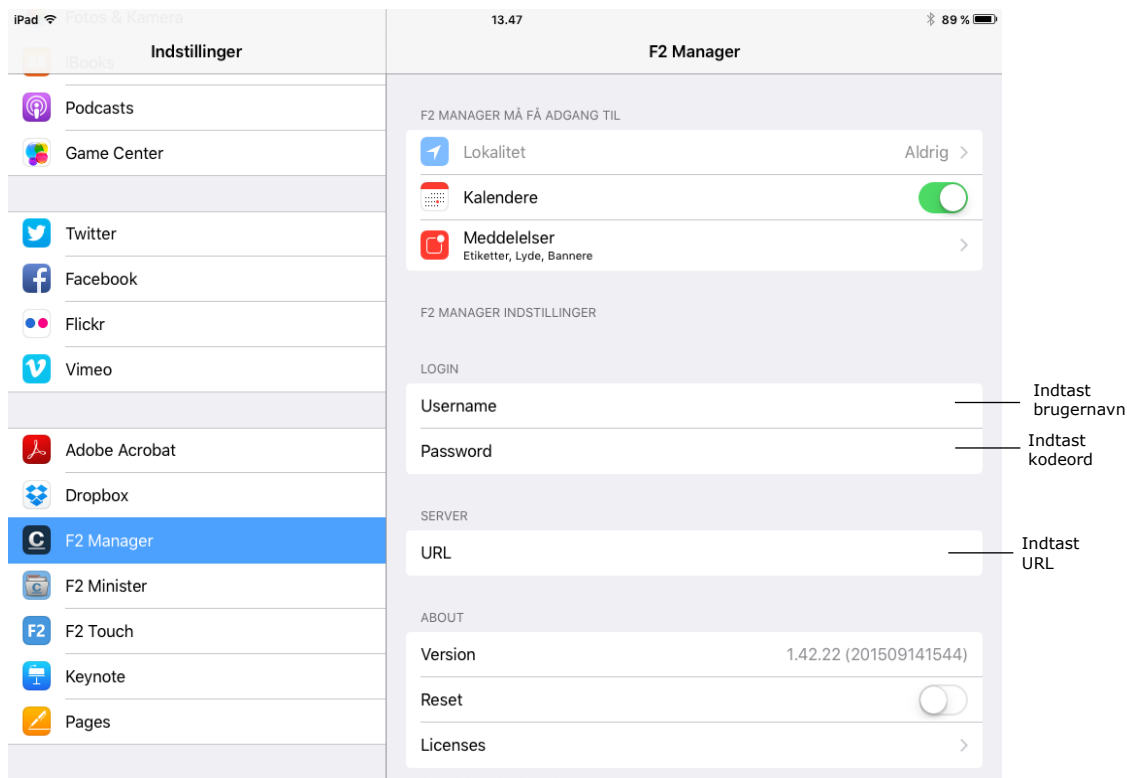 iPad
13.47
89 %
Fotos & Kamera
iBooks
Indstillinger
Podcasts
Game Center
Twitter
Facebook
Flickr
Vimeo
Adobe Acrobat
Dropbox
F2 Manager
F2 Minister
F2
F2 Touch
Keynote
Pages
F2 Manager
F2 MANAGER MÅ FÅ ADGANG TIL
Lokalitet
Aldrig
Kalendere
Meddelelser
Etiketter, Lyde, Bannere
F2 MANAGER INDSTILLINGER
LOGIN
Username
Password
SERVER
URL
ABOUT
Version
1.42.22 (201509141544)
Reset
Licenses
Indtast
brugernavn
Indtast
kodeord
Indtast
URL